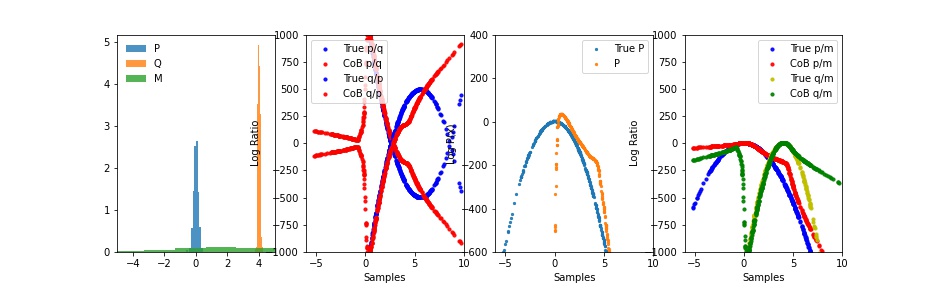 P
Q
M
5
4
3
2
1
0
−4
−2
0
2
4
Log Ratio
True p/q
CoB p/q
True q/p
CoB q/p
1000
750
500
250
0
−250
−500
−750
1000
−5
0
5
10
Samples
True P
P
400
200
0
−200
−400
−600
−5
0
5
10
Samples
Log Ratio
True p/m
CoB p/m
True q/m
CoB q/m
1000
750
500
250
0
−250
−500
−750
1000
−5
0
5
10
Samples